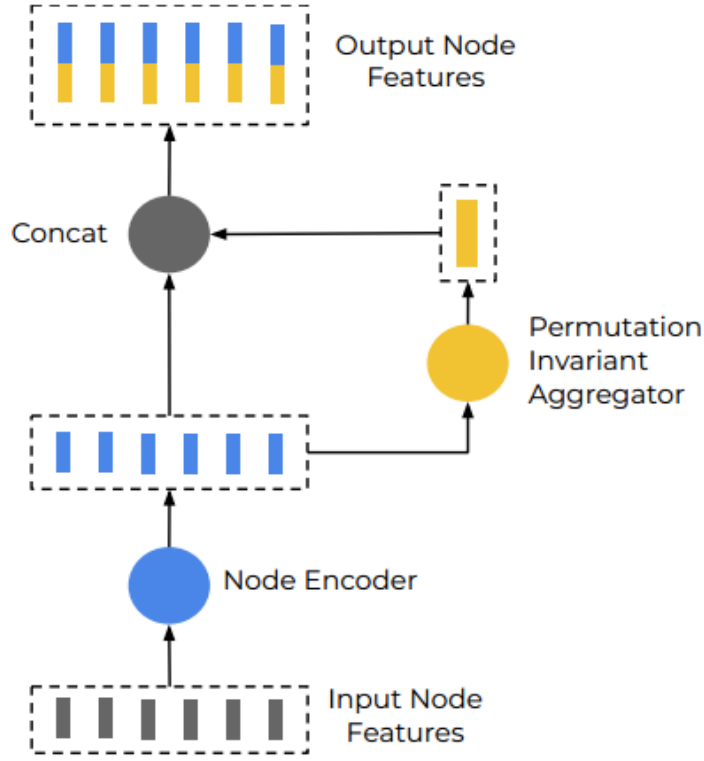 Output Node
Features
Concat
Permutation
Invariant
Aggregator
Node Encoder
Input Node
Features